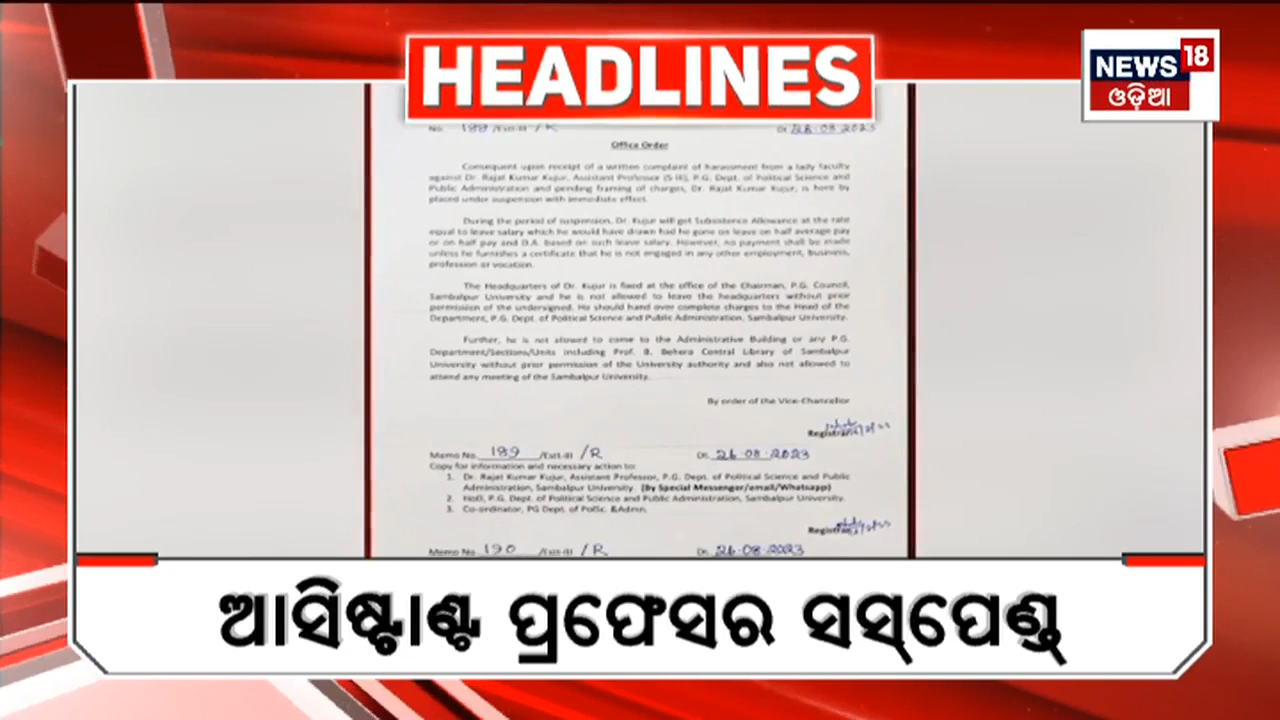 HEADLINES
NEWS 18
ଓଡ଼ିଆ
No. 188 /Estt-III /R Dt. 26-08-2023
Office Order
Consequent upon receipt of a written complaint of harassment from a lady faculty
against Dr. Rajat Kumar Kujur, Assistant Professor (S-III), P.G. Dept. of Political Science and
Public Administration and pending framing of charges, Dr. Rajat Kumar Kujur, is here by
placed under suspension with immediate effect.
During the period of suspension, Dr. Kujur will get Subsistence Allowance at the rate
equal to leave salary which he would have drawn had he gone on leave on half average pay
or on half pay and D.A. based on such leave salary. However, no payment shall be made
unless he furnishes a certificate that he is not engaged in any other employment, business,
profession or vocation.
The Headquarters of Dr. Kujur is fixed at the office of the Chairman, P.G. Council,
Sambalpur University and he is not allowed to leave the headquarters without prior
permission of the undersigned. He should hand over complete charges to the Head of the
Department, P.G. Dept. of Political Science and Public Administration, Sambalpur University.
Further, he is not allowed to come to the Administrative Building or any P.G.
Department/Sections/Units including Prof. B. Behera Central Library of Sambalpur
University without prior permission of the University authority and also not allowed to
attend any meeting of the Sambalpur University.
By order of the Vice-Chancellor
Registrar
Memo No. 189 /Estt-III /R Dt. 26-08-2023
Copy for information and necessary action to:
1. Dr. Rajat Kumar Kujur, Assistant Professor, P.G. Dept. of Political Science and Public
Administration, Sambalpur University. (By Special Messenger/email/Whatsapp)
2. HoD, P.G. Dept. of Political Science and Public Administration, Sambalpur University.
3. Co-ordinator, PG Dept. of PolSc. &Admn.
Registrar
Memo No. 190 /Estt-III /R Dt. 26-08-2023
ଆସିଷ୍ଟାଣ୍ଟ ପ୍ରଫେସର ସସ୍‌ପେଣ୍ଡ୍